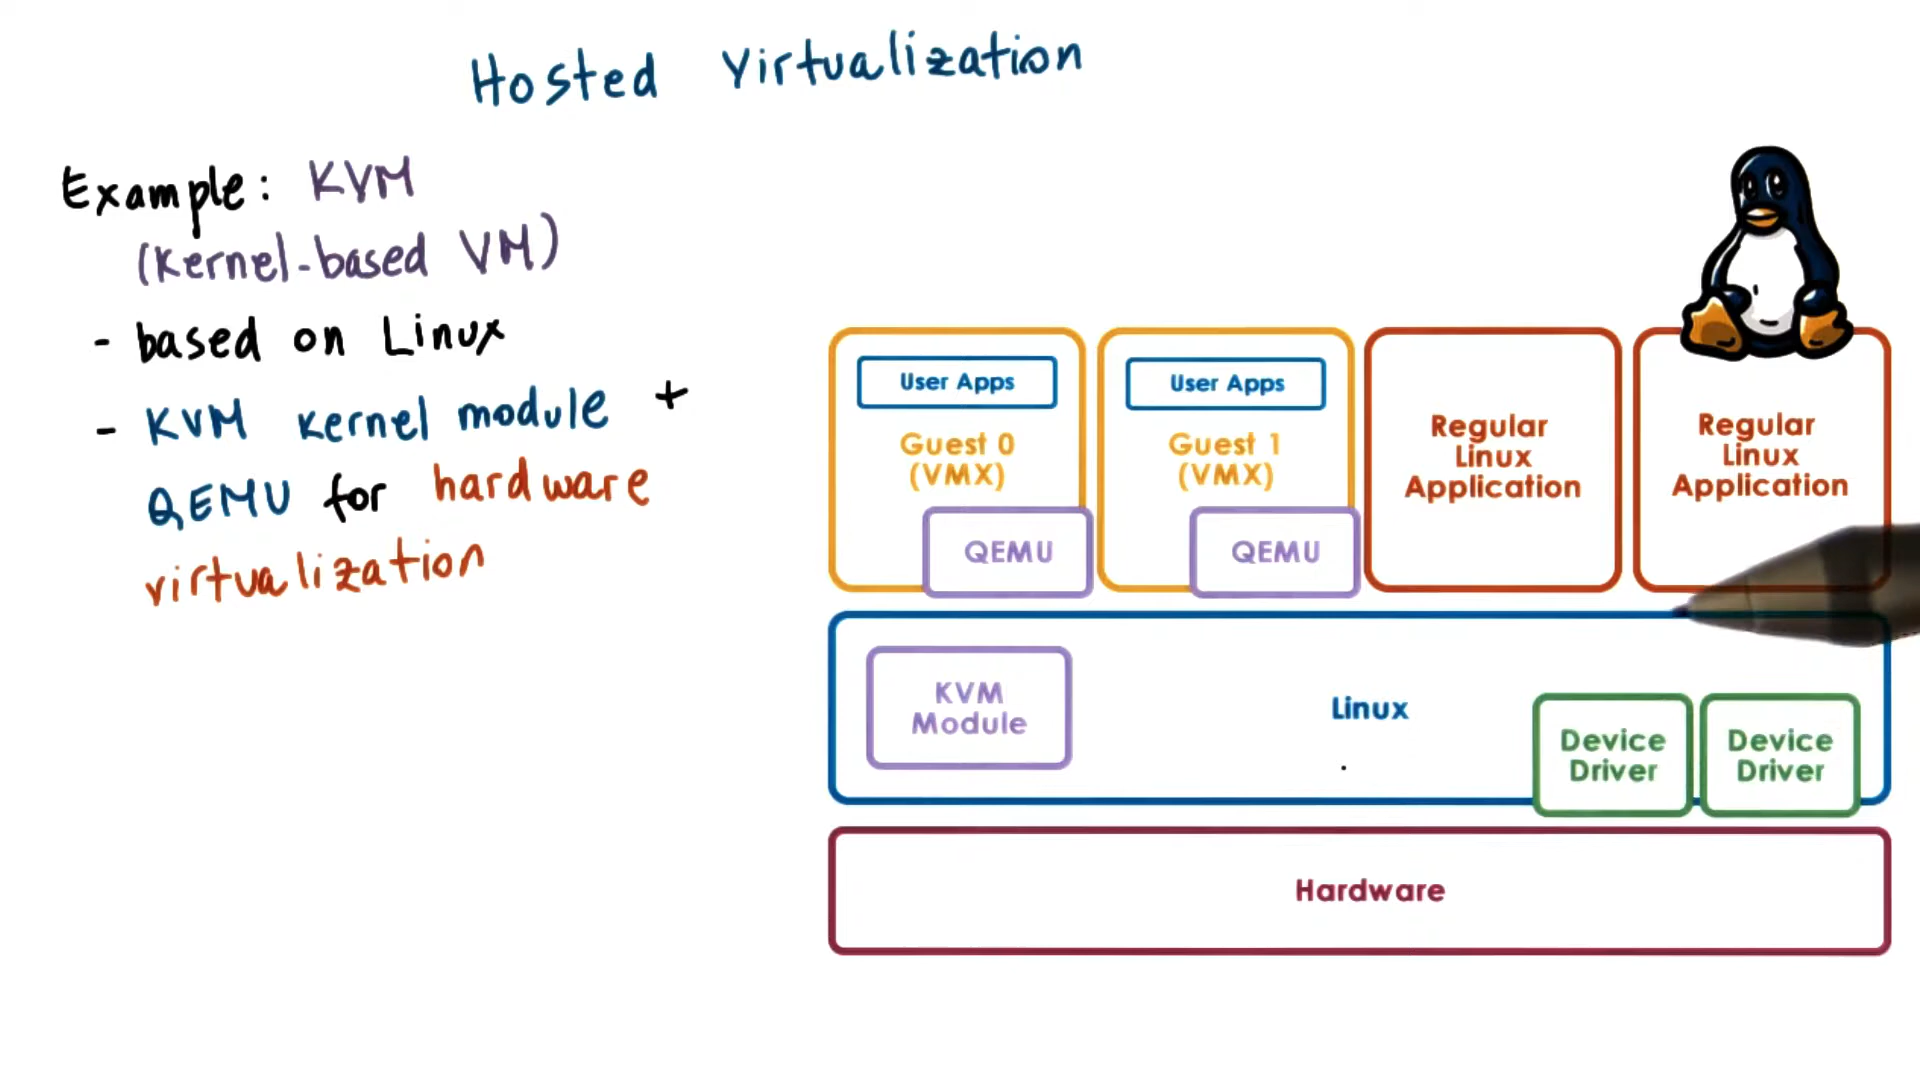 Hosted Virtualization
Example: KVM
(Kernel-based VM)
- based on Linux
- KVM kernel module +
QEMU for hardware
virtualization
User Apps
Guest 0
(VMX)
QEMU
User Apps
Guest 1
(VMX)
QEMU
Regular
Linux
Application
Regular
Linux
Application
KVM
Module
Linux
Device
Driver
Device
Driver
Hardware